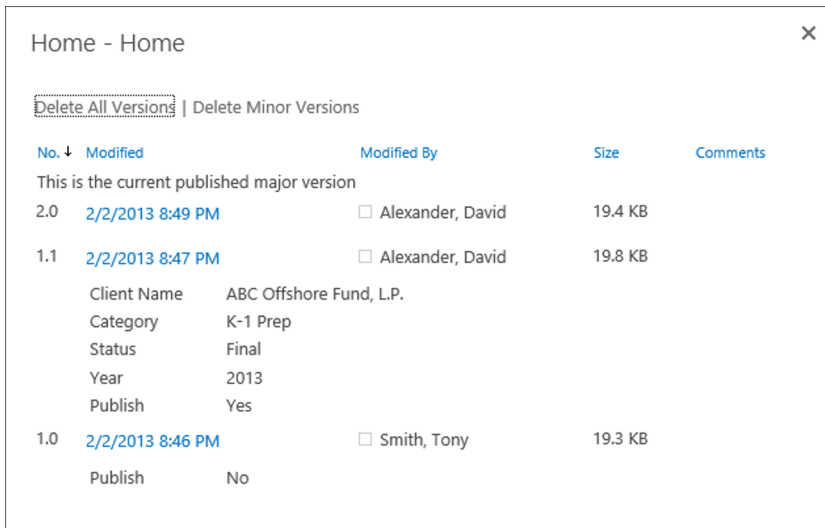 Home - Home
Delete All Versions | Delete Minor Versions
No. ↓ Modified Modified By Size Comments
This is the current published major version
2.0 2/2/2013 8:49 PM Alexander, David 19.4 KB
1.1 2/2/2013 8:47 PM Alexander, David 19.8 KB
Client Name ABC Offshore Fund, L.P.
Category K-1 Prep
Status Final
Year 2013
Publish Yes
1.0 2/2/2013 8:46 PM Smith, Tony 19.3 KB
Publish No